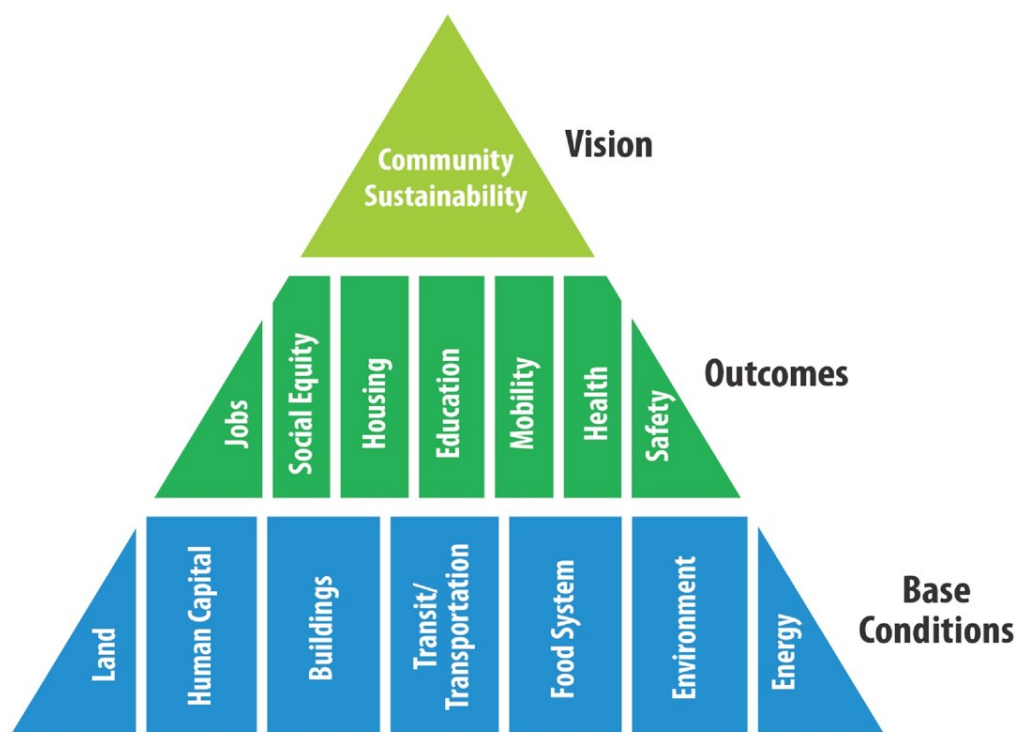 Community
Sustainability
Vision
Jobs
Social Equity
Housing
Education
Mobility
Health
Safety
Outcomes
Land
Human Capital
Buildings
Transit/
Transportation
Food System
Environment
Energy
Base
Conditions